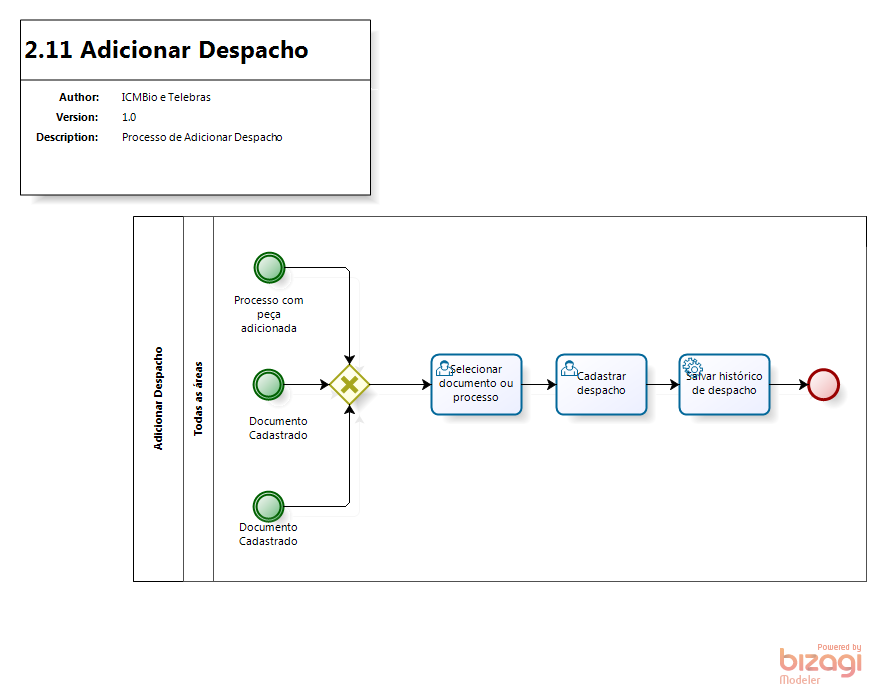 2.11 Adicionar Despacho
Author: ICMBio e Telebras
Version: 1.0
Description: Processo de Adicionar Despacho
Adicionar Despacho
Todas as áreas
Processo com
peça
adicionada
Documento
Cadastrado
Documento
Cadastrado
Selecionar
documento ou
processo
Cadastrar
despacho
Salvar histórico
de despacho
Powered by
bizagi
Modeler